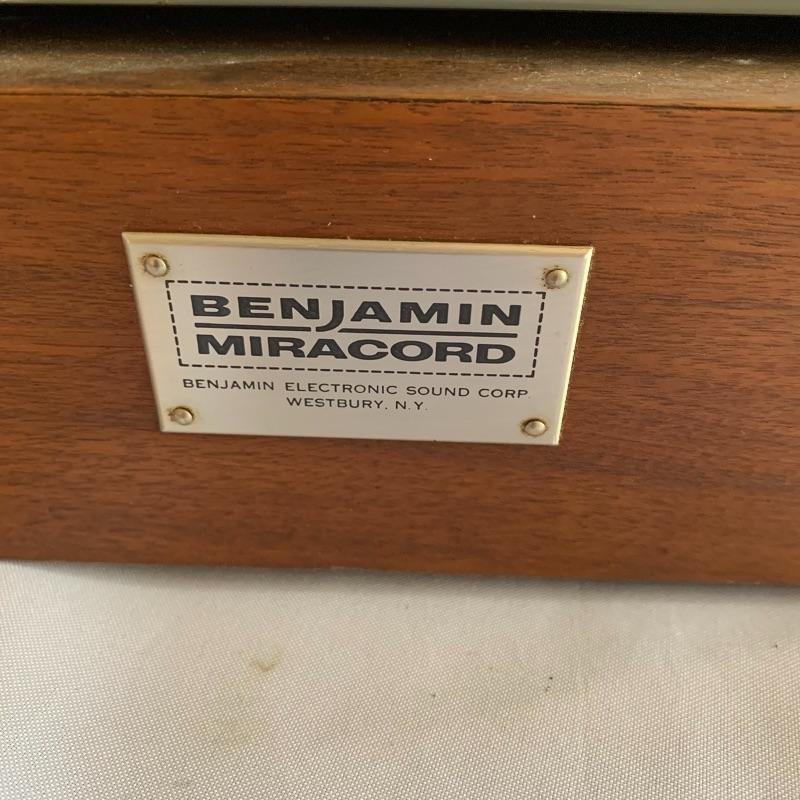 BENJAMIN
MIRACORD
BENJAMIN ELECTRONIC SOUND CORP.
WESTBURY, N.Y.